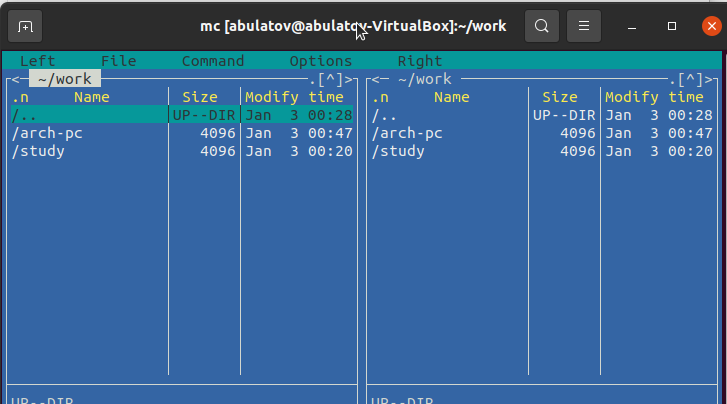 mc [abulatov@abulatov-VirtualBox]:~/work
Left File Command Options Right
<- ~/work .[^]> <- ~/work .[^]>
.n Name Size Modify time .n Name Size Modify time
/.. UP--DIR Jan 3 00:28 /.. UP--DIR Jan 3 00:28
/arch-pc 4096 Jan 3 00:47 /arch-pc 4096 Jan 3 00:47
/study 4096 Jan 3 00:20 /study 4096 Jan 3 00:20
UP--DIR UP--DIR